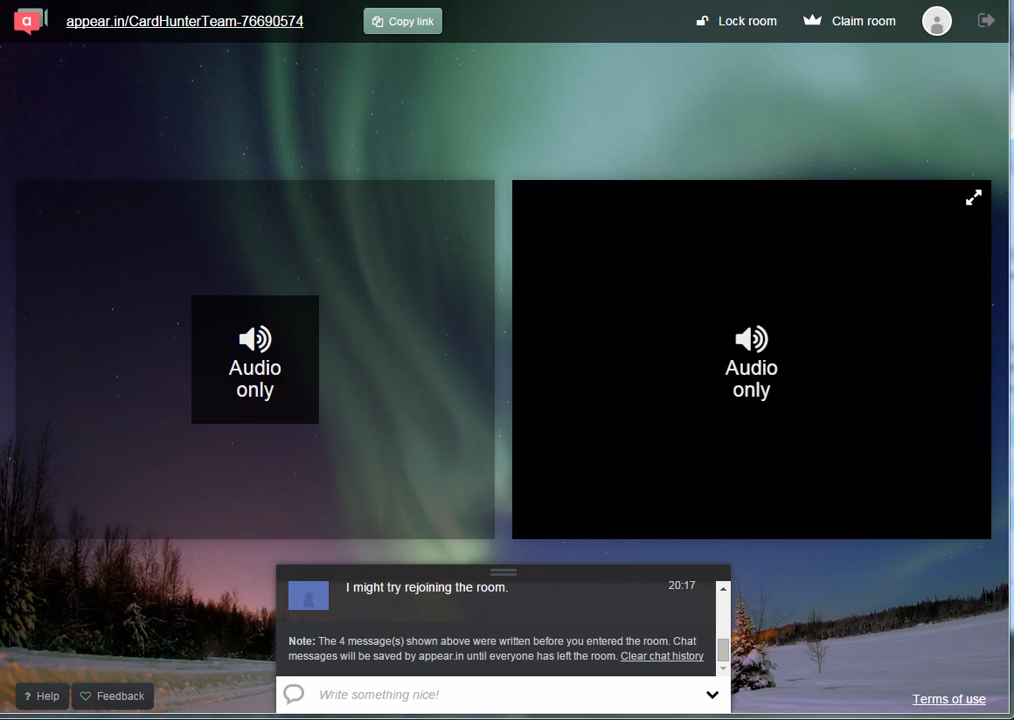 a
appear.in/CardHunterTeam-76690574
Copy link
Lock room
Claim room
Audio
only
Audio
only
I might try rejoining the room.
20:17
Note: The 4 message(s) shown above were written before you entered the room. Chat
messages will be saved by appear.in until everyone has left the room. Clear chat history
Write something nice!
? Help
Feedback
Terms of use